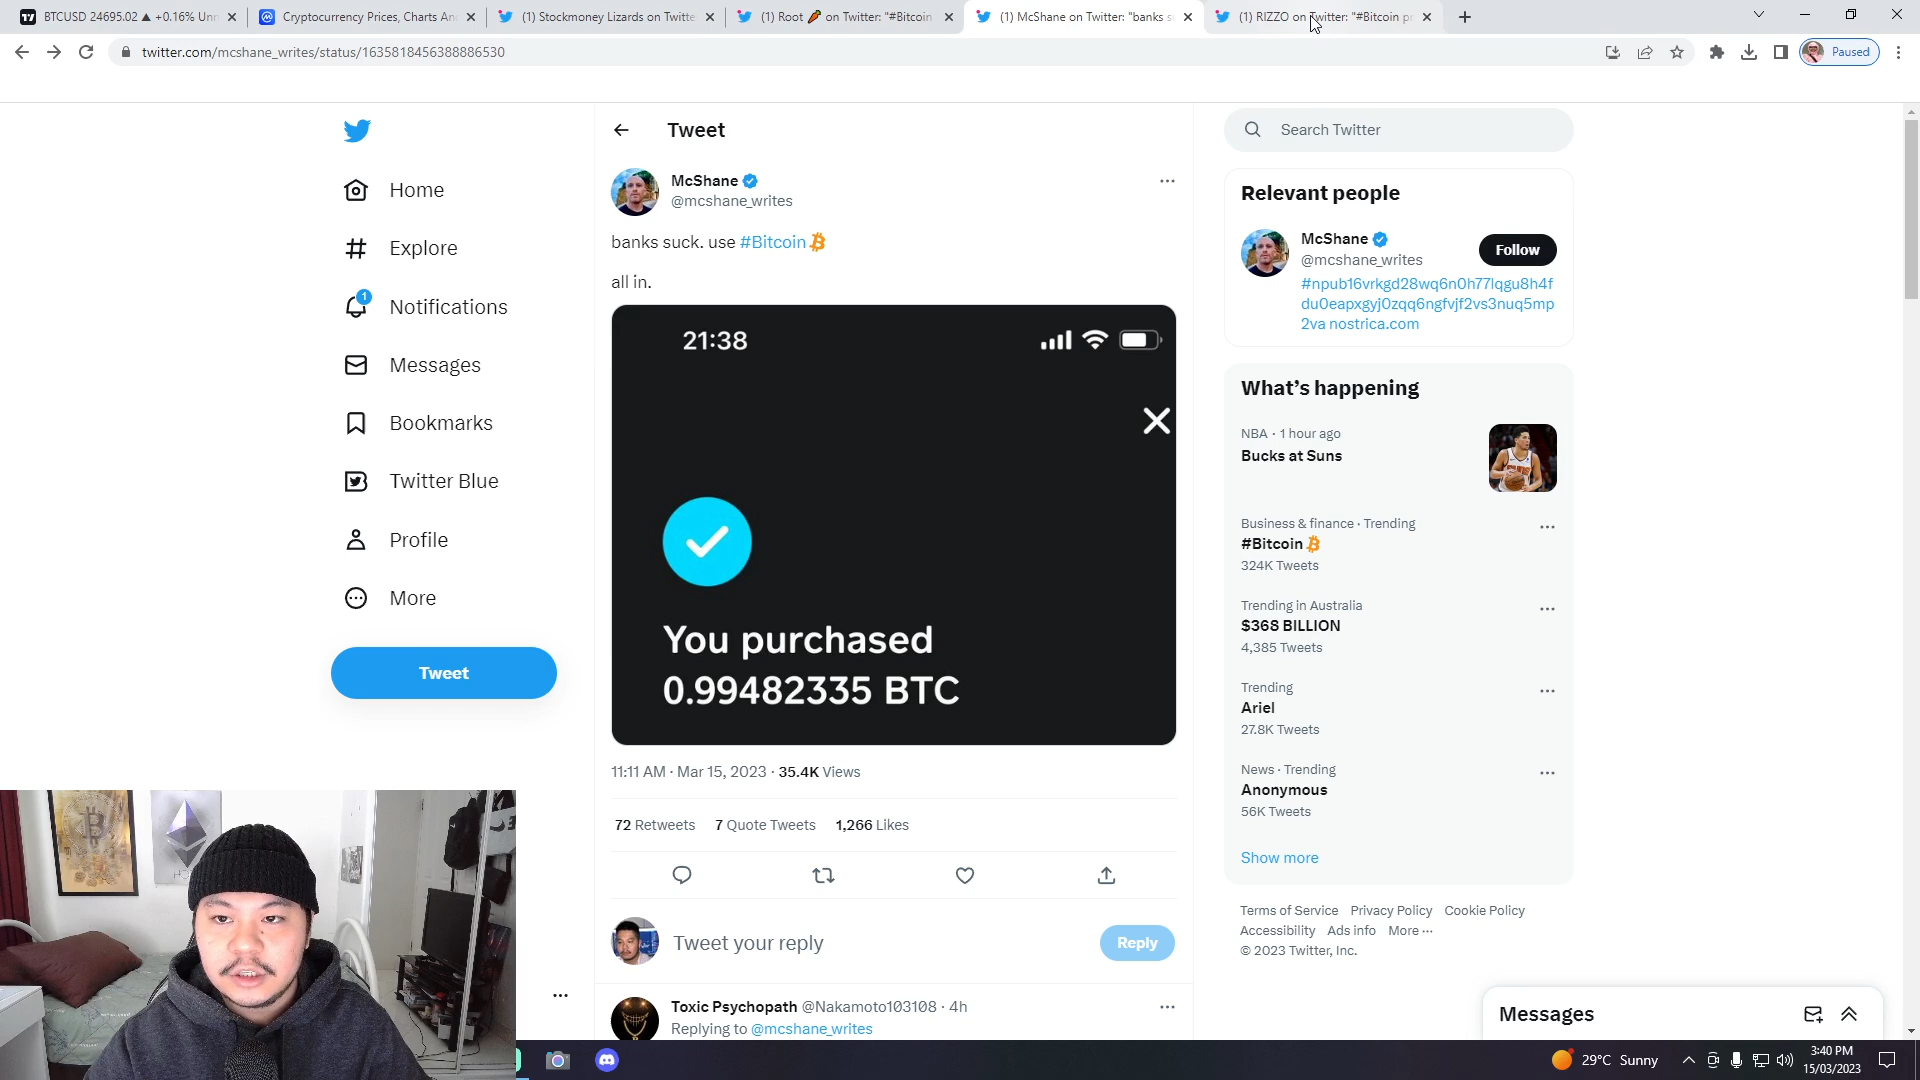 BTCUSD 24695.02 ▲ +0.16% Unn
Cryptocurrency Prices, Charts An
(1) Stockmoney Lizards on Twitte
(1) Root 🥕 on Twitter: "#Bitcoin
(1) McShane on Twitter: "banks s
(1) RIZZO on Twitter: "#Bitcoin pr
twitter.com/mcshane_writes/status/1635818456388886530
Paused
Home
Explore
1
Notifications
Messages
Bookmarks
Twitter Blue
Profile
More
Tweet
Tweet
McShane
@mcshane_writes
banks suck. use #Bitcoin
all in.
21:38
You purchased
0.99482335 BTC
11:11 AM · Mar 15, 2023 · 35.4K Views
72 Retweets 7 Quote Tweets 1,266 Likes
Tweet your reply
Reply
Toxic Psychopath @Nakamoto103108 · 4h
Replying to @mcshane_writes
Search Twitter
Relevant people
McShane
@mcshane_writes
Follow
#npub16vrkgd28wq6n0h77lqgu8h4f
du0eapxgyj0zqq6ngfvjf2vs3nuq5mp
2va nostrica.com
What's happening
NBA · 1 hour ago
Bucks at Suns
Business & finance · Trending
#Bitcoin
324K Tweets
Trending in Australia
$368 BILLION
4,385 Tweets
Trending
Ariel
27.8K Tweets
News · Trending
Anonymous
56K Tweets
Show more
Terms of Service Privacy Policy Cookie Policy
Accessibility Ads info More ···
© 2023 Twitter, Inc.
Messages
29°C Sunny
3:40 PM
15/03/2023